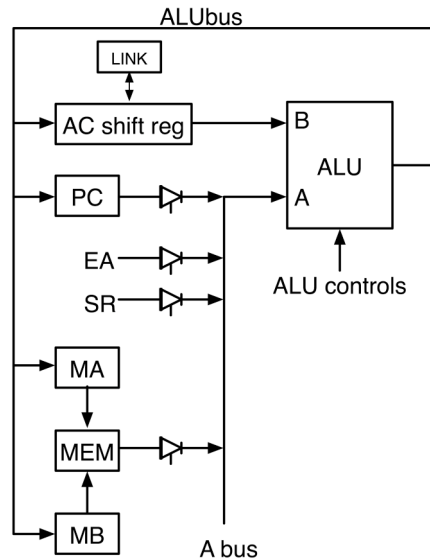 ALUbus
LINK
AC shift reg
B
ALU
PC
A
EA
SR
ALU controls
MA
MEM
MB
A bus